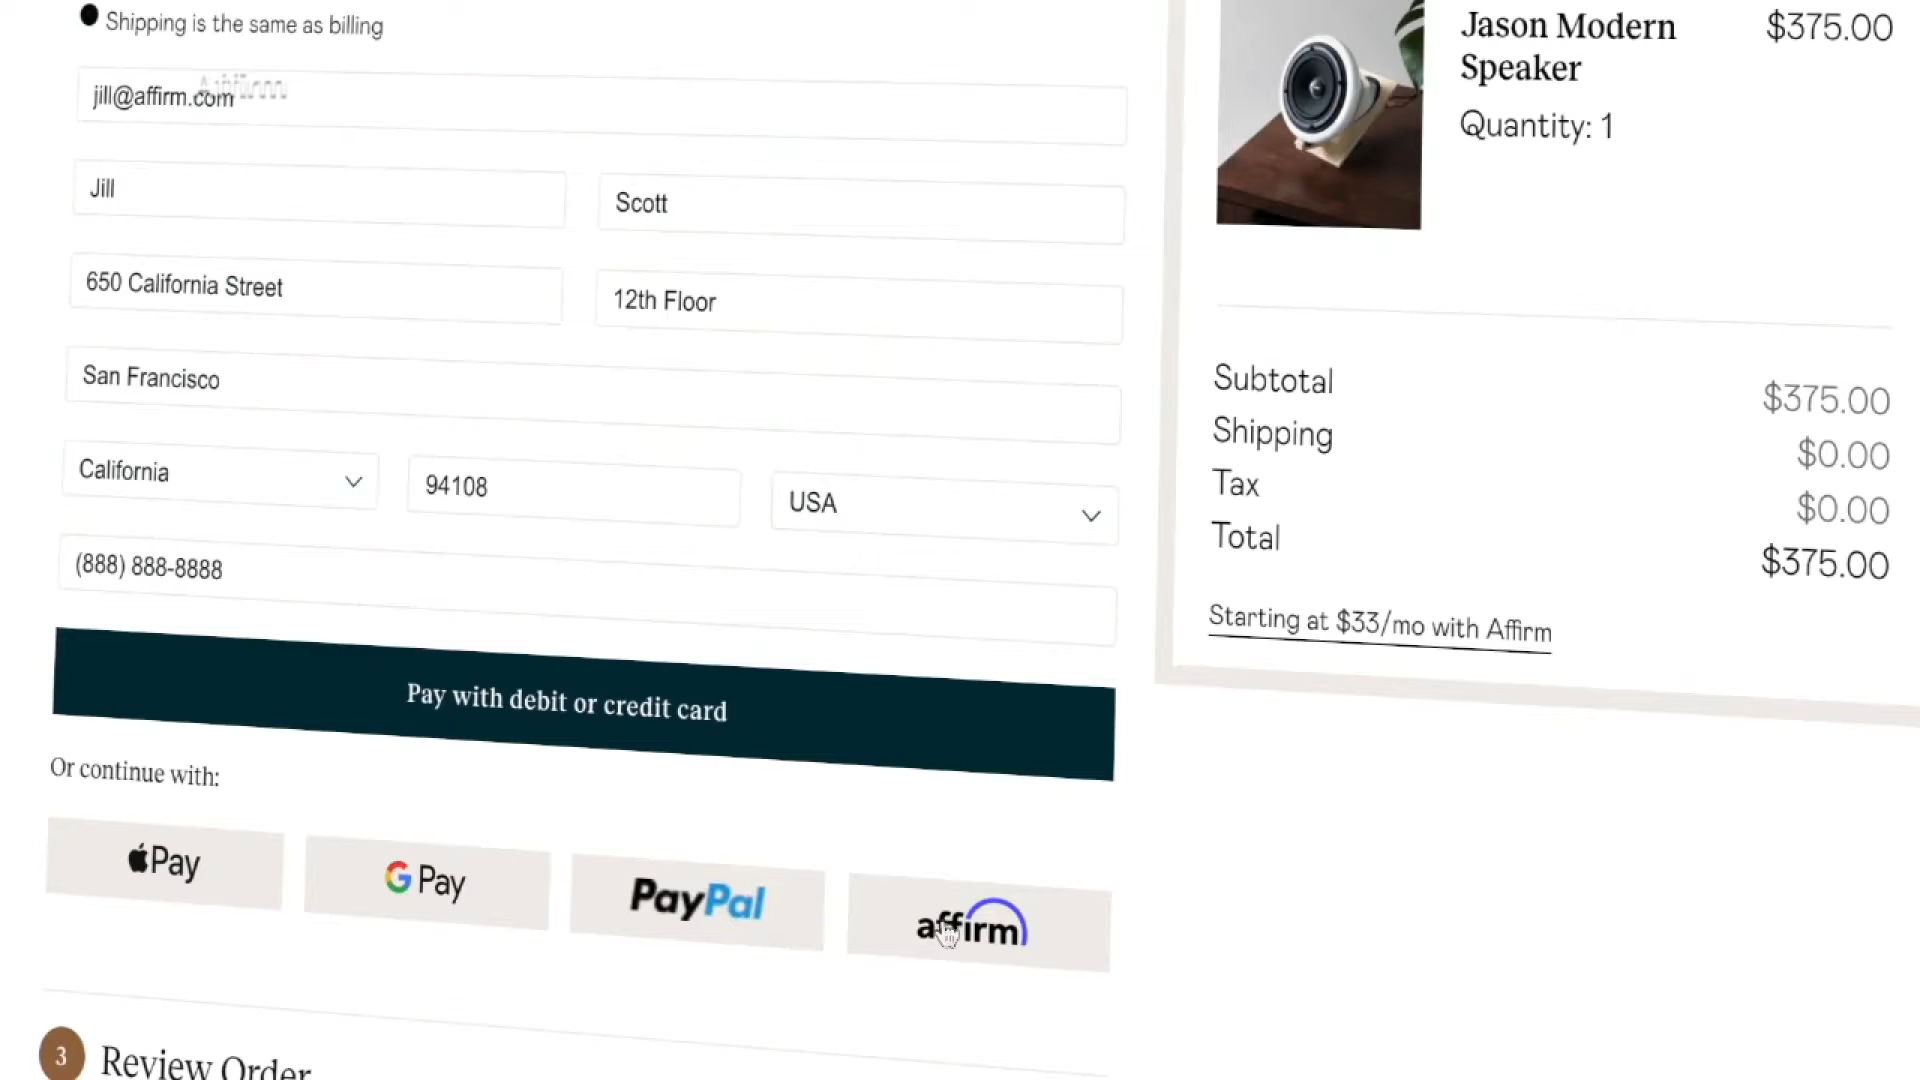 Shipping is the same as billing
jill@affirm.com
Affirm
Jill
Scott
650 California Street
12th Floor
San Francisco
California
94108
USA
(888) 888-8888
Pay with debit or credit card
Or continue with:
Pay
G Pay
PayPal
affirm
3 Review Order
Jason Modern
Speaker
$375.00
Quantity: 1
Subtotal $375.00
Shipping $0.00
Tax $0.00
Total $375.00
Starting at $33/mo with Affirm